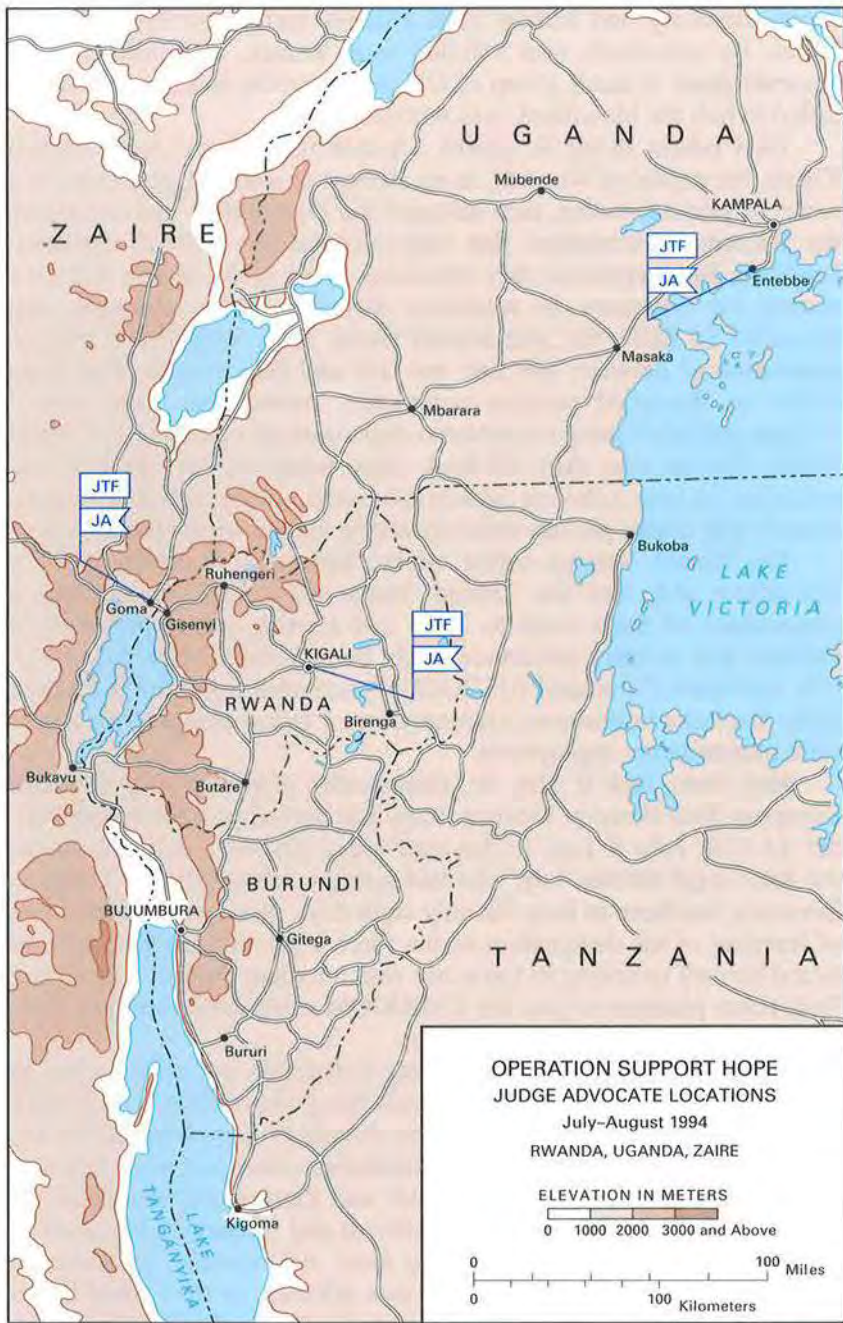 UGANDA
Mubende
KAMPALA
ZAIRE
JTF
JA
Entebbe
Masaka
Mbarara
JTF
JA
Bukoba
Ruhengeri
LAKE
VICTORIA
Goma
Gisenyi
JTF
JA
KIGALI
RWANDA
Birenga
Bukavu
Butare
BURUNDI
BUJUMBURA
Gitega
TANZANIA
Bururi
Kigoma
LAKE
TANGANYIKA
OPERATION SUPPORT HOPE
JUDGE ADVOCATE LOCATIONS
July–August 1994
RWANDA, UGANDA, ZAIRE
ELEVATION IN METERS
0 1000 2000 3000 and Above
0 100 Miles
0 100 Kilometers